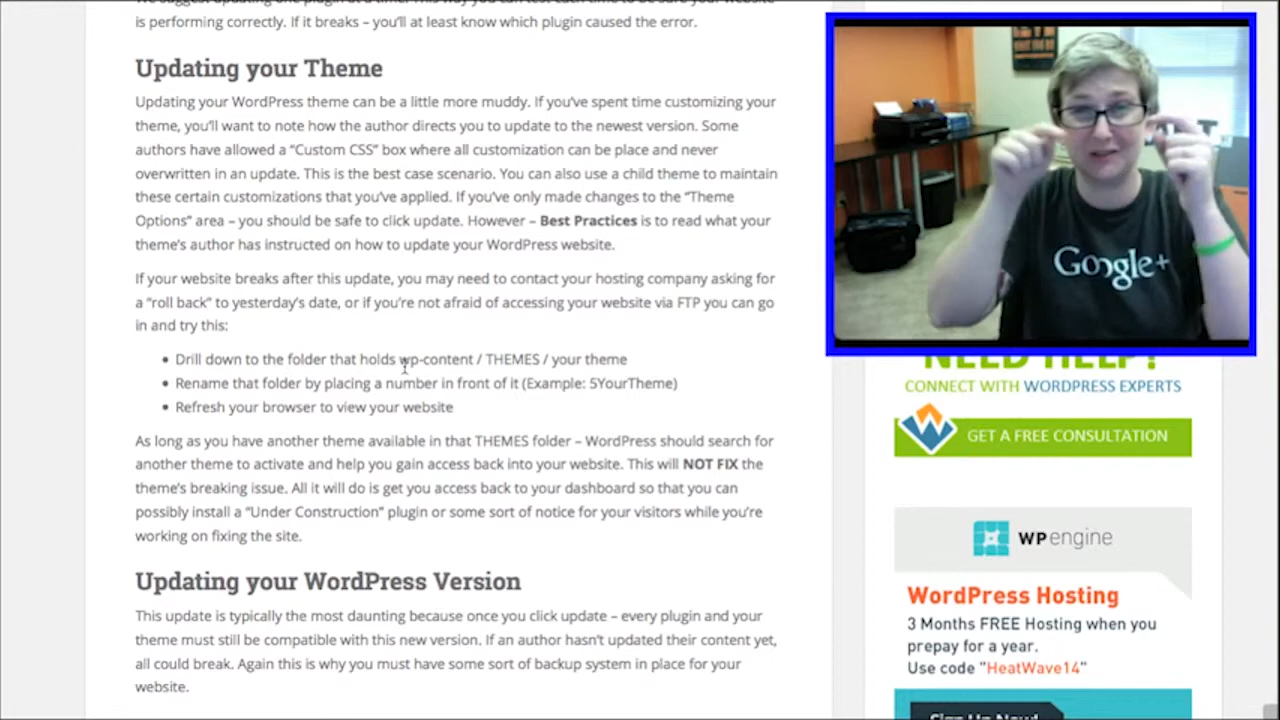 is performing correctly. If it breaks – you'll at least know which plugin caused the error.
Updating your Theme
Updating your WordPress theme can be a little more muddy. If you've spent time customizing your
theme, you'll want to note how the author directs you to update to the newest version. Some
authors have allowed a "Custom CSS" box where all customization can be place and never
overwritten in an update. This is the best case scenario. You can also use a child theme to maintain
these certain customizations that you've applied. If you've only made changes to the "Theme
Options" area – you should be safe to click update. However – Best Practices is to read what your
theme's author has instructed on how to update your WordPress website.
If your website breaks after this update, you may need to contact your hosting company asking for
a "roll back" to yesterday's date, or if you're not afraid of accessing your website via FTP you can go
in and try this:
Drill down to the folder that holds wp-content / THEMES / your theme
Rename that folder by placing a number in front of it (Example: 5YourTheme)
Refresh your browser to view your website
As long as you have another theme available in that THEMES folder – WordPress should search for
another theme to activate and help you gain access back into your website. This will NOT FIX the
theme's breaking issue. All it will do is get you access back to your dashboard so that you can
possibly install a "Under Construction" plugin or some sort of notice for your visitors while you're
working on fixing the site.
Updating your WordPress Version
This update is typically the most daunting because once you click update – every plugin and your
theme must still be compatible with this new version. If an author hasn't updated their content yet,
all could break. Again this is why you must have some sort of backup system in place for your
website.
Google+
NEED HELP?
CONNECT WITH WORDPRESS EXPERTS
GET A FREE CONSULTATION
WPengine
WordPress Hosting
3 Months FREE Hosting when you
prepay for a year.
Use code "HeatWave14"
Sign Up Now!